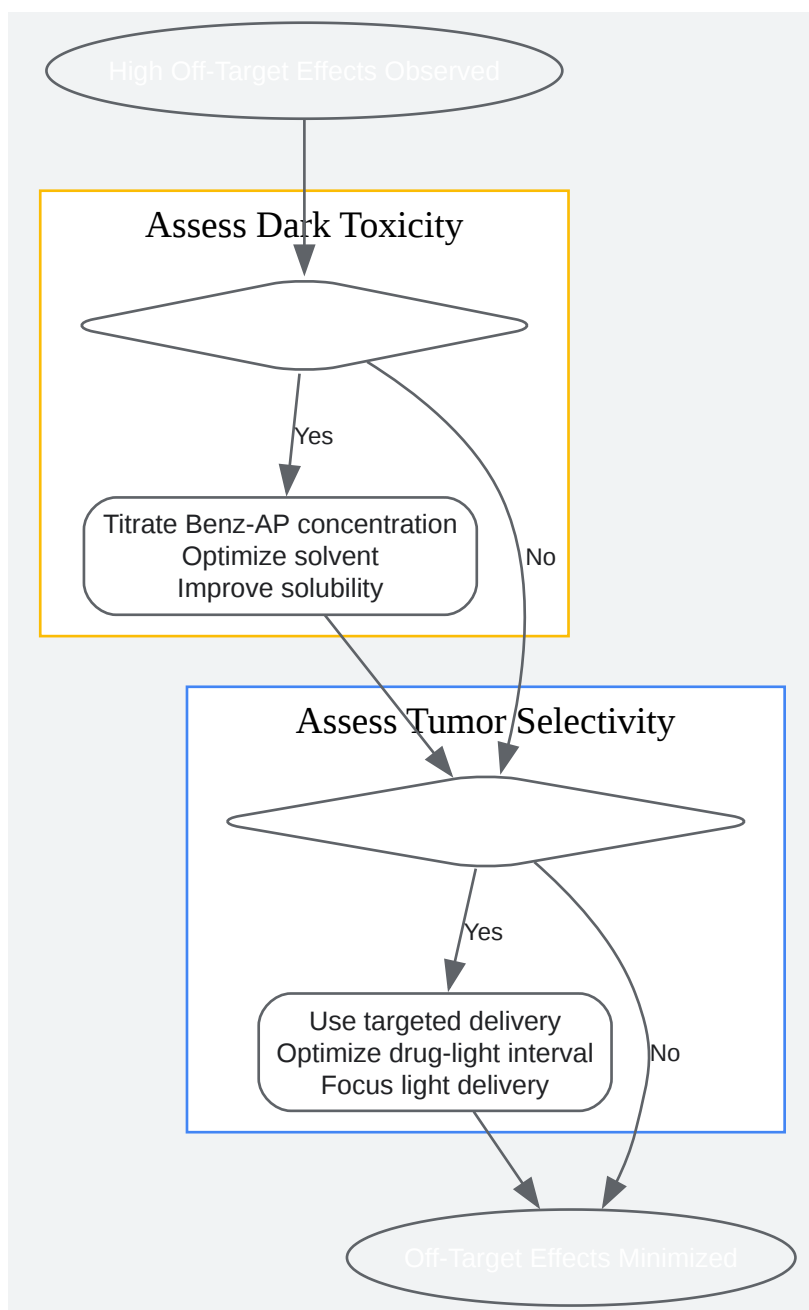 High Off-Target Effects Observed
Assess Dark Toxicity
Yes
Titrate Benz-AP concentration
Optimize solvent
Improve solubility
No
Assess Tumor Selectivity
Yes
Use targeted delivery
Optimize drug-light interval
Focus light delivery
No
Off-Target Effects Minimized